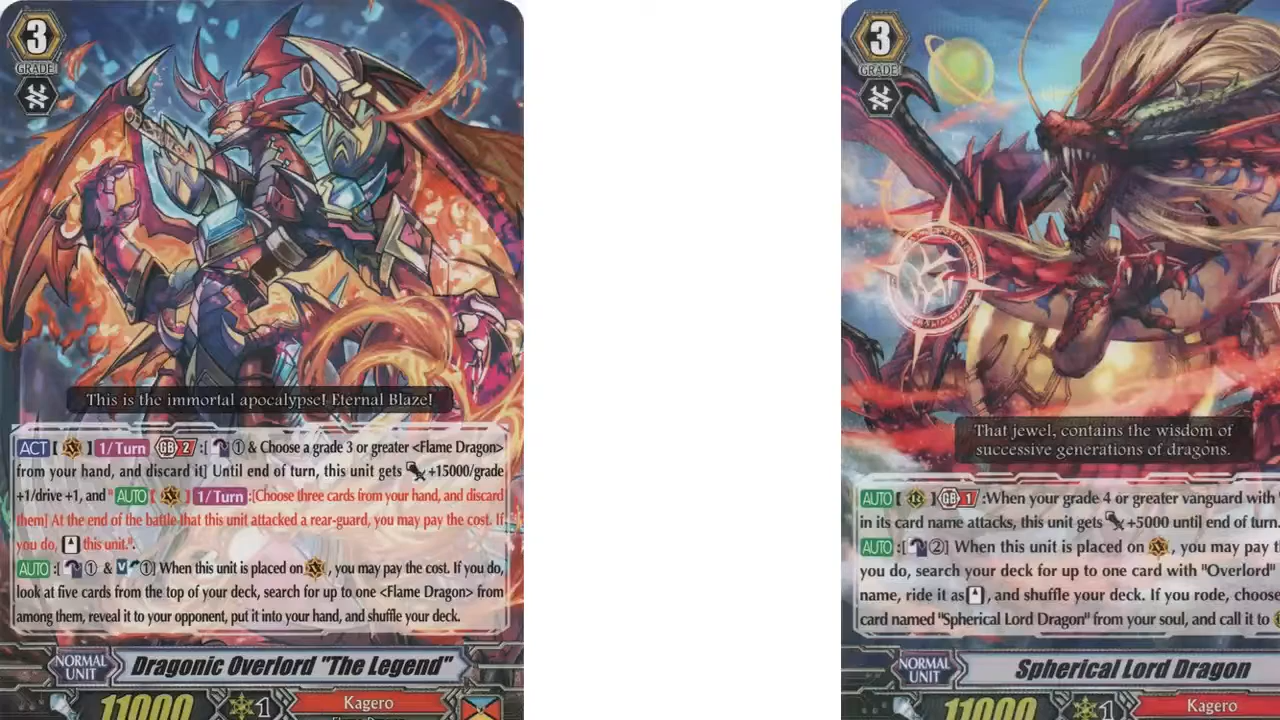 3
GRADE
This is the immortal apocalypse! Eternal Blaze!
ACT [ ] 1/Turn GB 2 :[ ① & Choose a grade 3 or greater <Flame Dragon>
from your hand, and discard it] Until end of turn, this unit gets +15000/grade
+1/drive +1, and " AUTO [ ] 1/Turn :[Choose three cards from your hand, and discard
them] At the end of the battle that this unit attacked a rear-guard, you may pay the cost. If
you do, this unit.".
AUTO :[ ① & V ①] When this unit is placed on , you may pay the cost. If you do,
look at five cards from the top of your deck, search for up to one <Flame Dragon> from
among them, reveal it to your opponent, put it into your hand, and shuffle your deck.
NORMAL
UNIT
Dragonic Overlord "The Legend"
11000
1
Kagero
Flame Dragon
3
GRADE
That jewel, contains the wisdom of
successive generations of dragons.
AUTO [ ] GB 1 :When your grade 4 or greater vanguard with "
in its card name attacks, this unit gets +5000 until end of turn.
AUTO :[ ②] When this unit is placed on , you may pay t
you do, search your deck for up to one card with "Overlord"
name, ride it as , and shuffle your deck. If you rode, choose
card named "Spherical Lord Dragon" from your soul, and call it to
NORMAL
UNIT
Spherical Lord Dragon
11000
1
Kagero